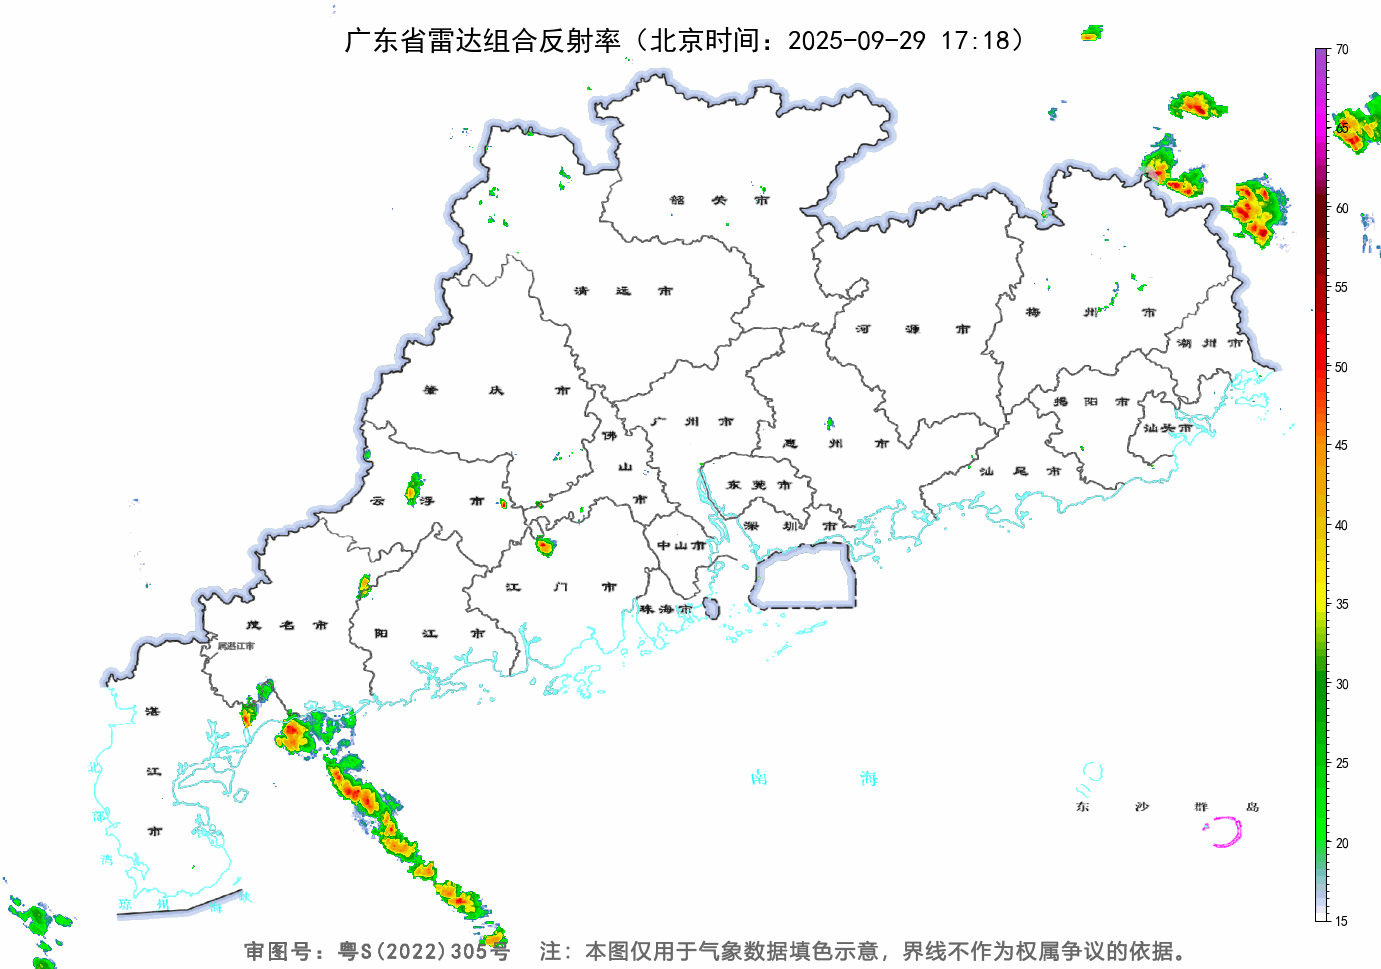 广东省雷达组合反射率（北京时间：2025-09-29 17:18）
70
65
60
55
50
45
40
35
30
25
20
15
韶关市
清远市
河源市
梅州市
潮州市
肇庆市
广州市
佛山市
惠州市
揭阳市
汕头市
汕尾市
云浮市
东莞市
深圳市
中山市
江门市
珠海市
茂名市
阳江市
属湛江市
湛江市
北部湾
南海
东沙群岛
琼州海峡
审图号：粤S(2022)305号 注：本图仅用于气象数据填色示意，界线不作为权属争议的依据。